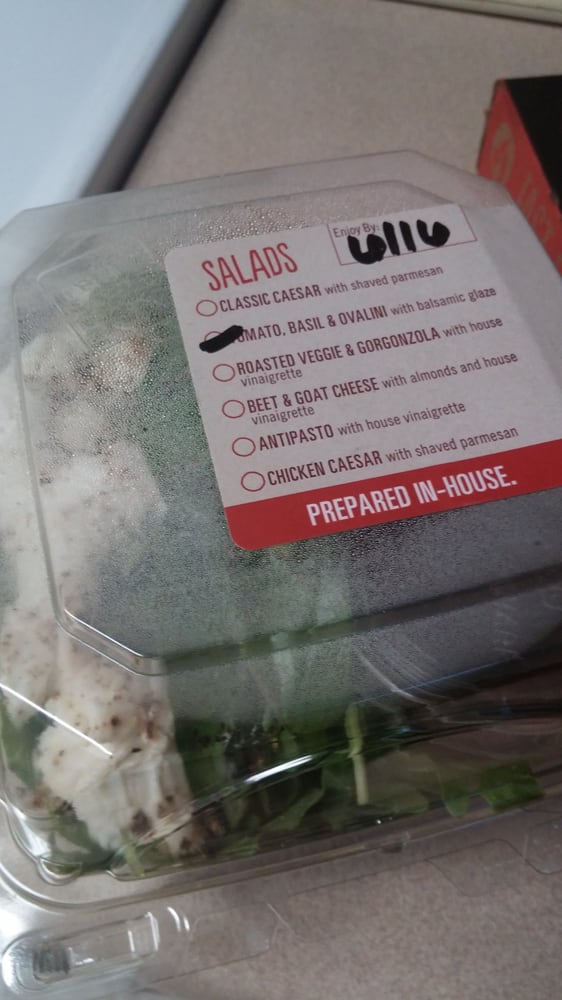 Enjoy By:
6/16
SALADS
CLASSIC CAESAR with shaved parmesan
OMATO, BASIL & OVALINI with balsamic glaze
ROASTED VEGGIE & GORGONZOLA with house
vinaigrette
BEET & GOAT CHEESE with almonds and house
vinaigrette
ANTIPASTO with house vinaigrette
CHICKEN CAESAR with shaved parmesan
PREPARED IN-HOUSE.